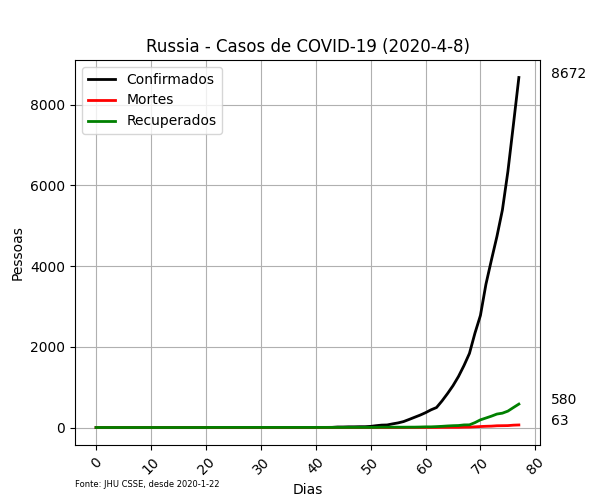 Russia - Casos de COVID-19 (2020-4-8)
Confirmados
Mortes
Recuperados
8672
580
63
Pessoas
8000
6000
4000
2000
0
0 10 20 30 40 50 60 70 80
Dias
Fonte: JHU CSSE, desde 2020-1-22